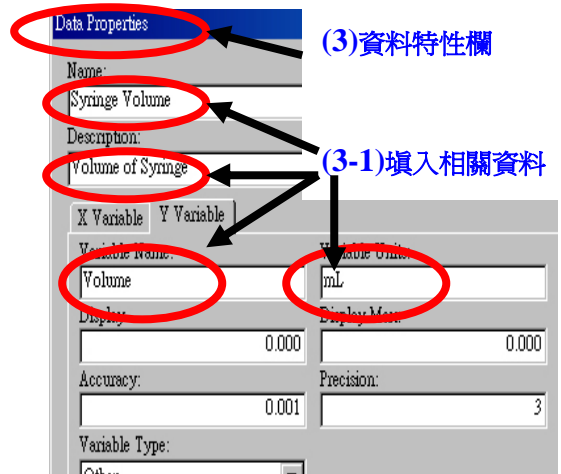 Data Properties
(3)資料特性欄
Name:
Syringe Volume
Description:
(3-1)填入相關資料
Volume of Syringe
X Variable Y Variable
Variable Name: Variable Units:
Volume mL
Display
0.000 0.000
Accuracy: Precision:
0.001 3
Variable Type:
Other